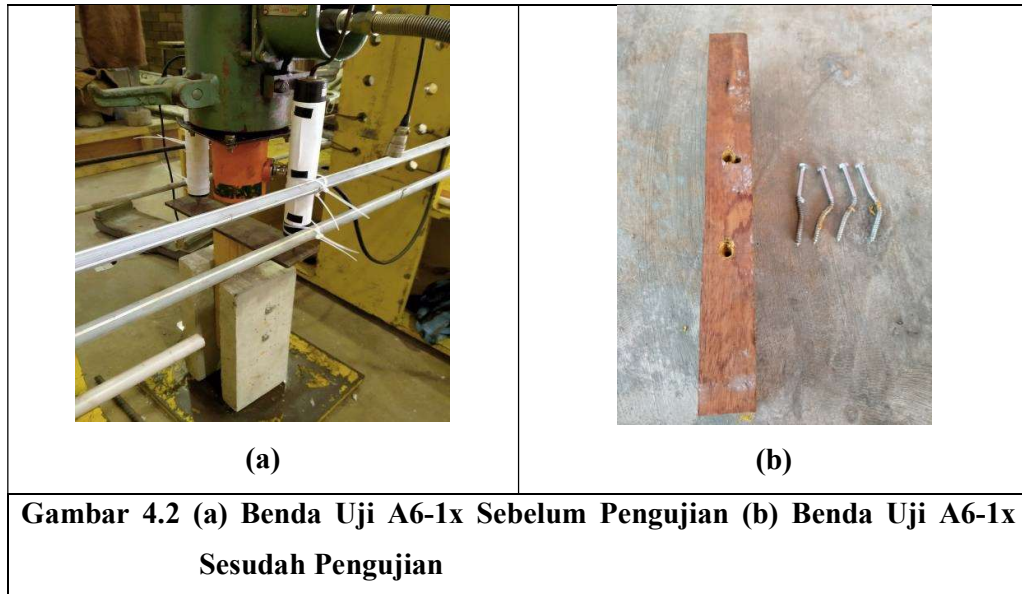 (a)
(b)
Gambar 4.2 (a) Benda Uji A6-1x Sebelum Pengujian (b) Benda Uji A6-1x
Sesudah Pengujian